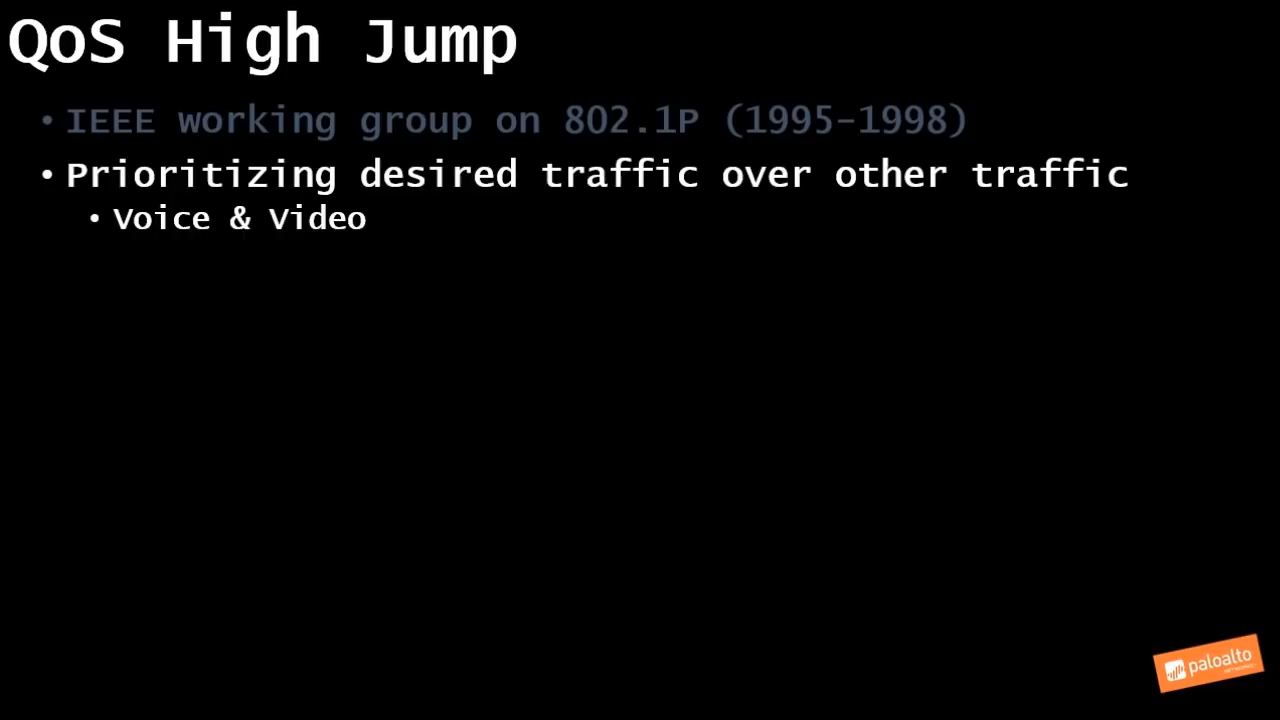 QoS High Jump
• IEEE working group on 802.1P (1995-1998)
• Prioritizing desired traffic over other traffic
• Voice & Video
paloalto
NETWORKS